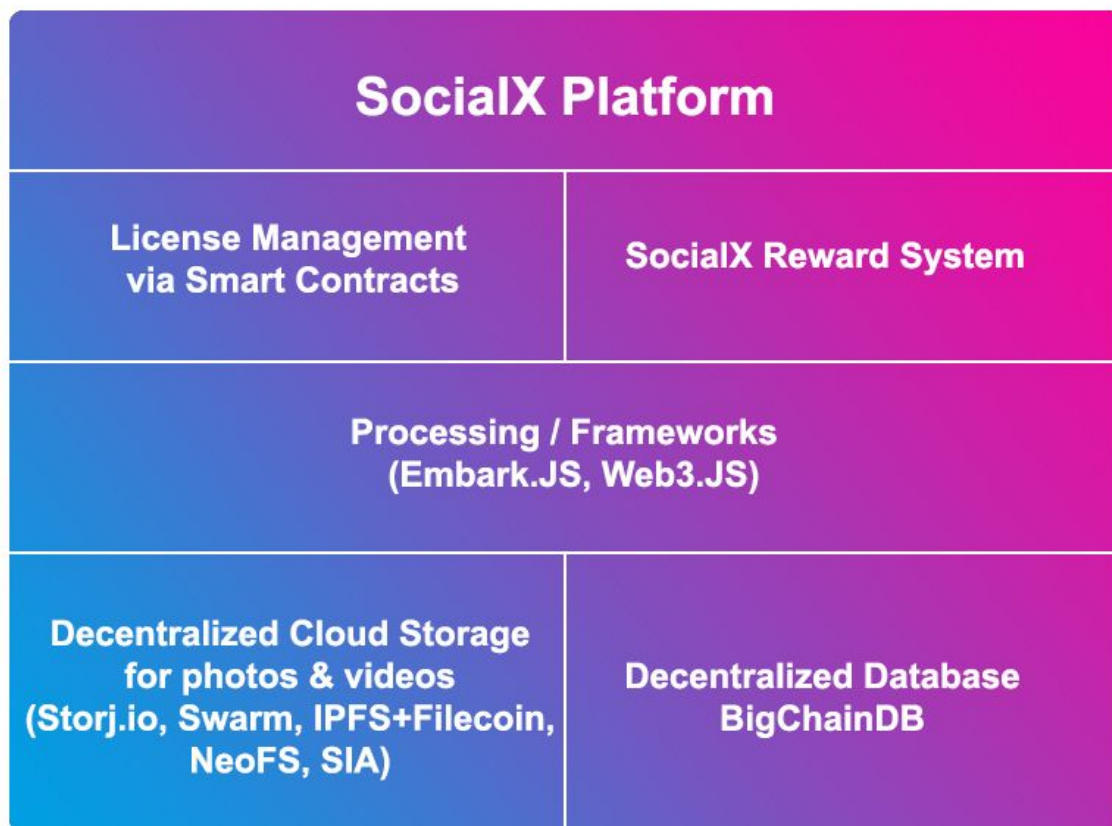 SocialX Platform
License Management
via Smart Contracts
SocialX Reward System
Processing / Frameworks
(Embark.JS, Web3.JS)
Decentralized Cloud Storage
for photos & videos
(Storj.io, Swarm, IPFS+Filecoin,
NeoFS, SIA)
Decentralized Database
BigChainDB